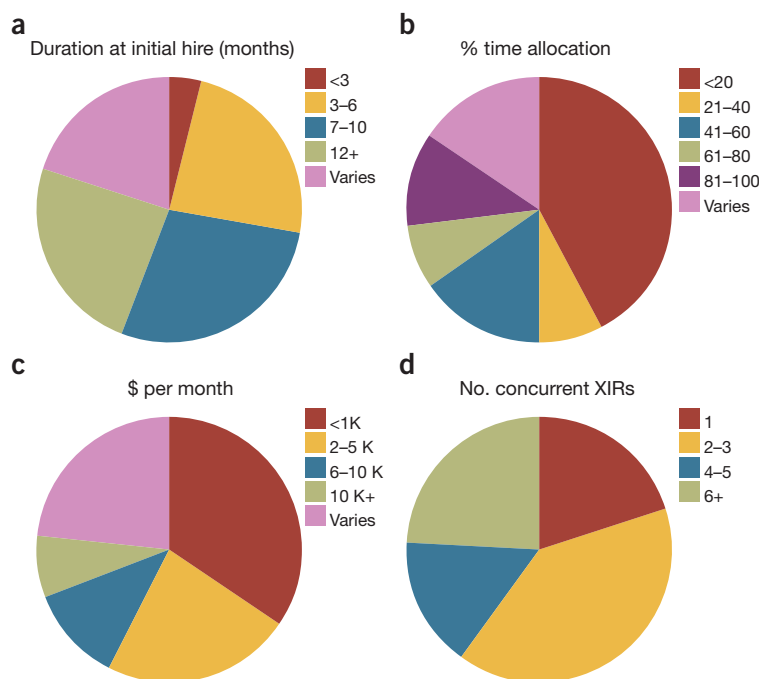 a
Duration at initial hire (months)
<3
3–6
7–10
12+
Varies
b
% time allocation
<20
21–40
41–60
61–80
81–100
Varies
c
$ per month
<1K
2–5 K
6–10 K
10 K+
Varies
d
No. concurrent XIRs
1
2–3
4–5
6+